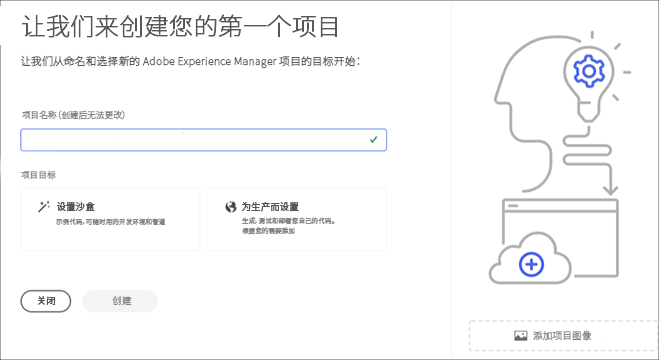 让我们来创建您的第一个项目
让我们从命名和选择新的 Adobe Experience Manager 项目的目标开始：
项目名称(创建后无法更改)
项目目标
设置沙盒
示例代码，可随时用的开发环境和管道
为生产而设置
生成，测试和部署您自己的代码。
根据您的需要添加
关闭
创建
添加项目图像